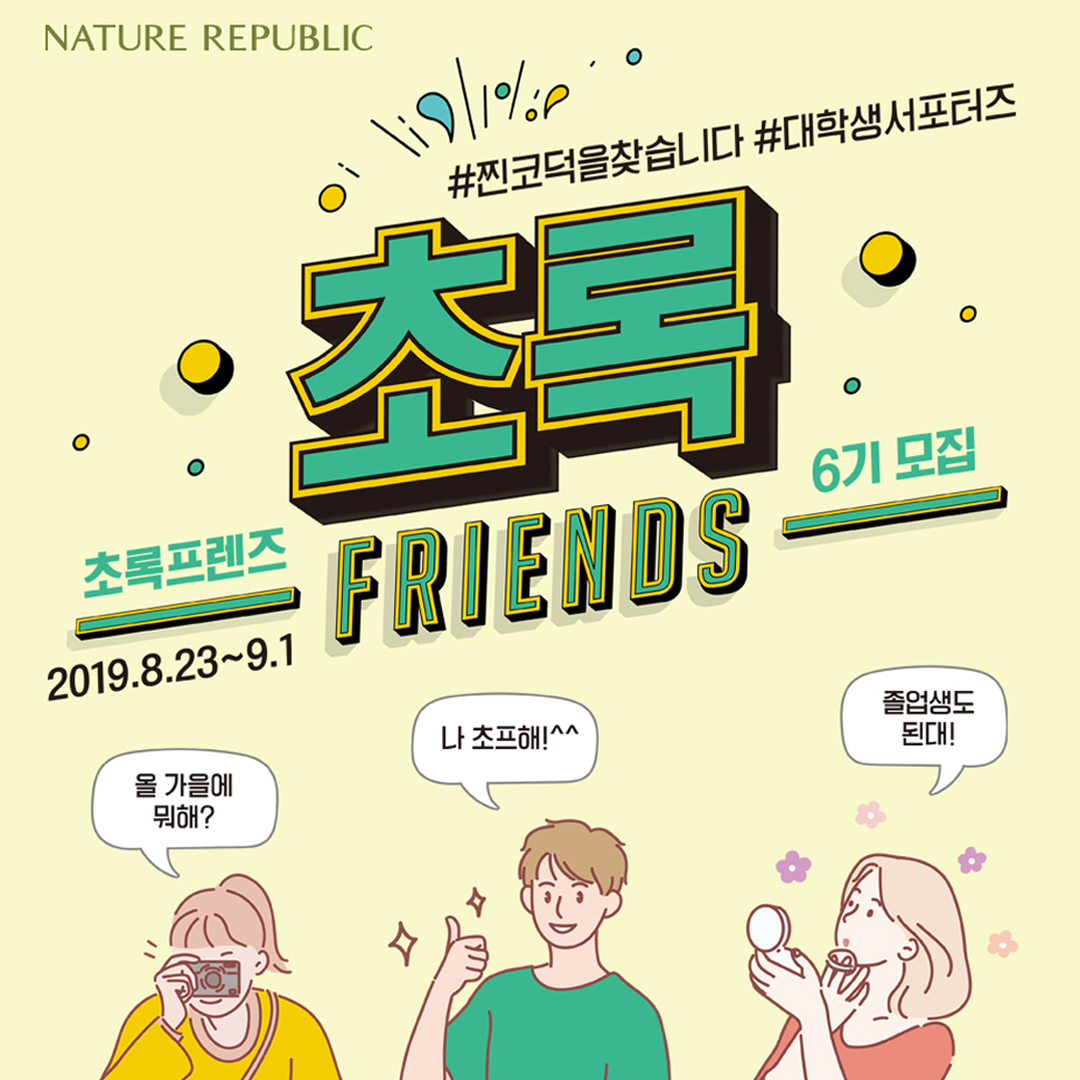 NATURE REPUBLIC
#찐코덕을찾습니다 #대학생서포터즈
초록
FRIENDS
6기 모집
초록프렌즈
2019.8.23~9.1
올 가을에
뭐해?
나 초프해!^^
졸업생도
된대!